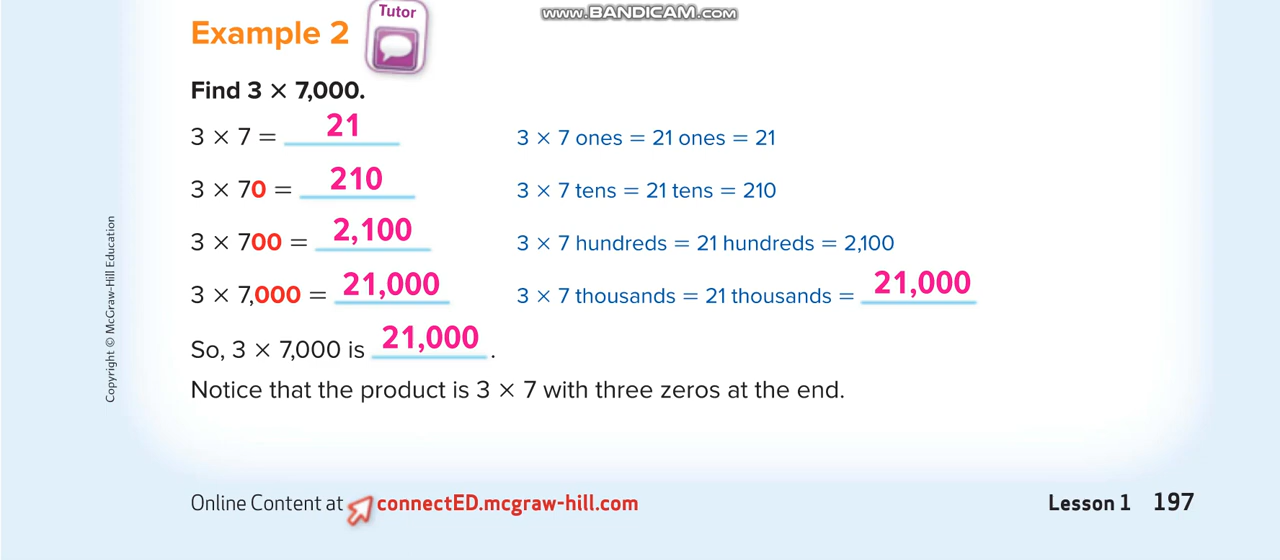 www.BANDICAM.com
Tutor
Example 2
Find 3 × 7,000.
3 × 7 = 21
3 × 7 ones = 21 ones = 21
3 × 70 = 210
3 × 7 tens = 21 tens = 210
3 × 700 = 2,100
3 × 7 hundreds = 21 hundreds = 2,100
3 × 7,000 = 21,000
3 × 7 thousands = 21 thousands = 21,000
So, 3 × 7,000 is 21,000.
Notice that the product is 3 × 7 with three zeros at the end.
Copyright © McGraw-Hill Education
Online Content at connectED.mcgraw-hill.com
Lesson 1 197